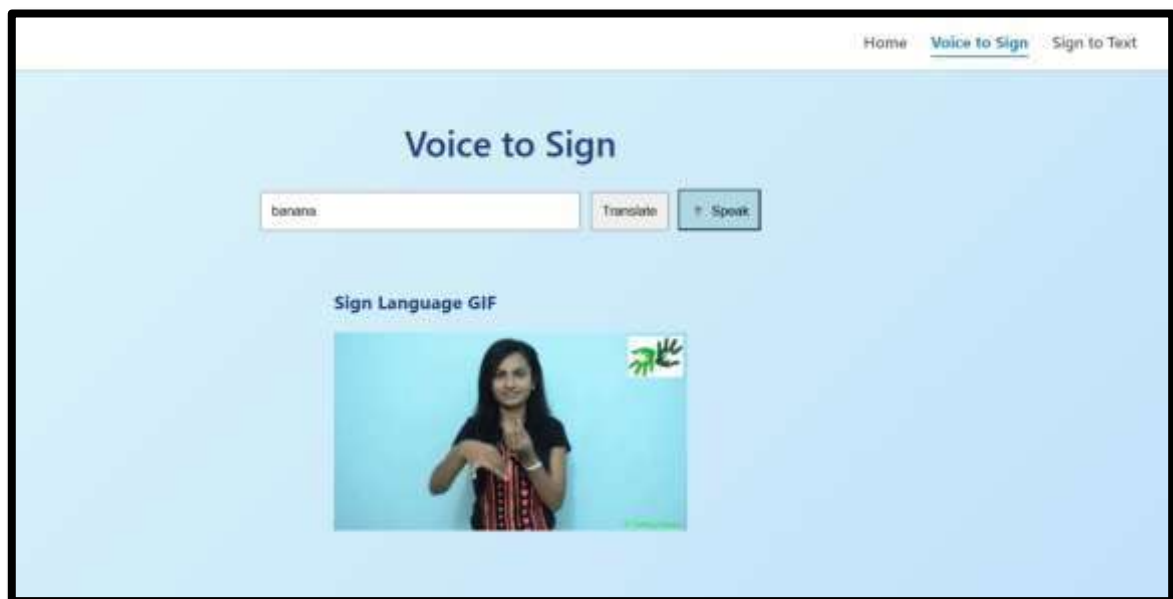 Home Voice to Sign Sign to Text
Voice to Sign
banana Translate Speak
Sign Language GIF